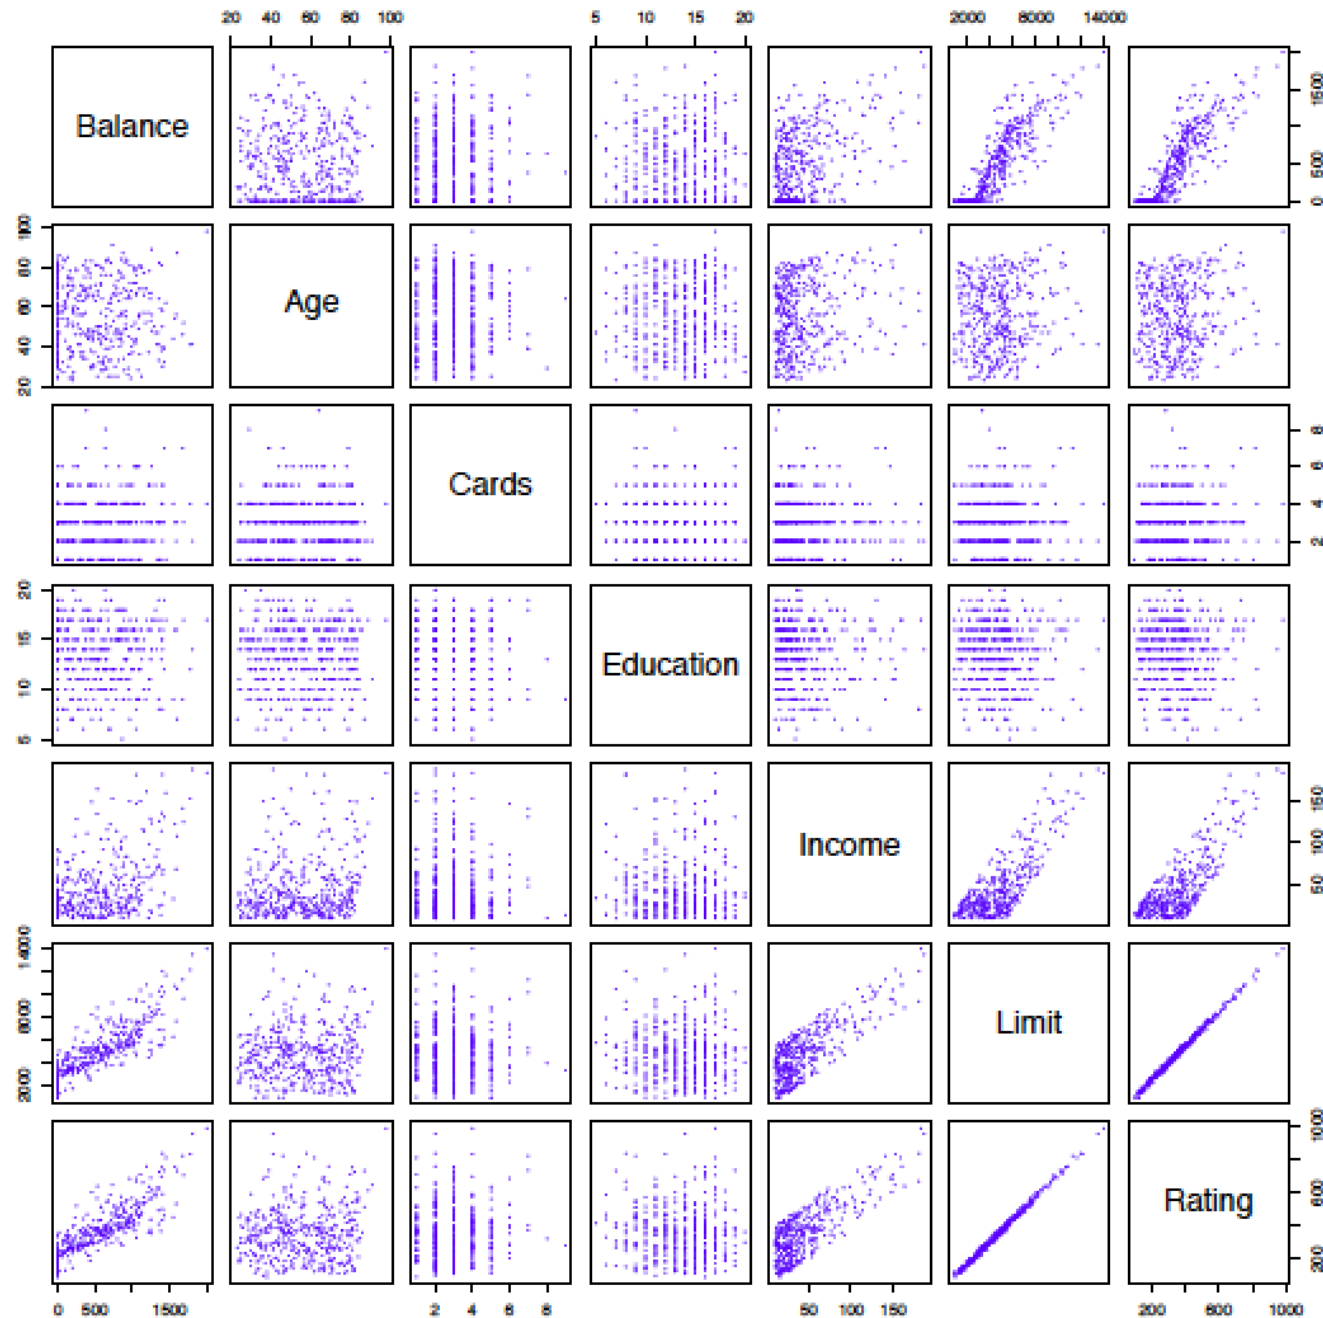 20 40 60 80 100 5 10 15 20 2000 8000 14000
Balance
0 500 1500
20 40 60 80 100
Age
Cards
2 4 6 8
5 10 15 20
Education
Income
50 100 150
2000 8000 14000
Limit
Rating
200 600 1000
0 500 1500 2 4 6 8 50 100 150 200 600 1000